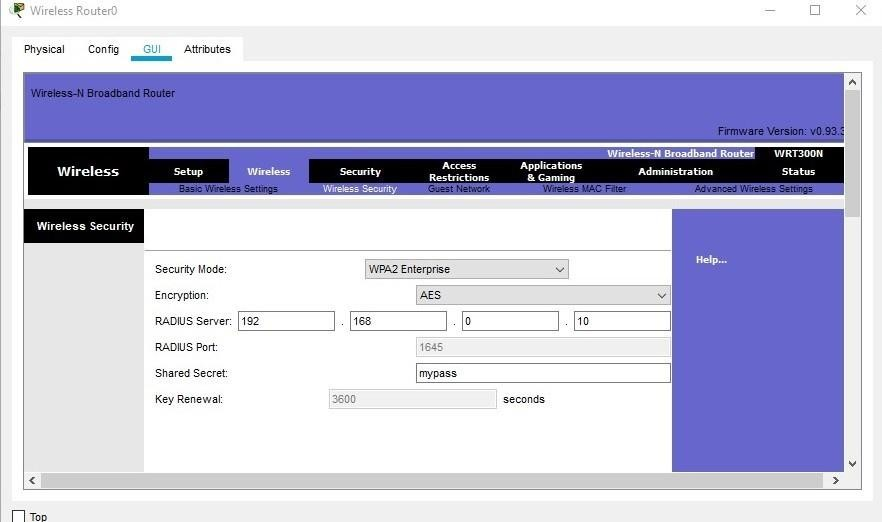 Wireless Router0
Physical Config GUI Attributes
Wireless-N Broadband Router
Firmware Version: v0.93.3
Wireless-N Broadband Router WRT300N
Wireless
Setup Wireless Security Access Restrictions Applications & Gaming Administration Status
Basic Wireless Settings Wireless Security Guest Network Wireless MAC Filter Advanced Wireless Settings
Wireless Security
Help...
Security Mode: WPA2 Enterprise
Encryption: AES
RADIUS Server: 192 . 168 . 0 . 10
RADIUS Port: 1645
Shared Secret: mypass
Key Renewal: 3600 seconds
Top